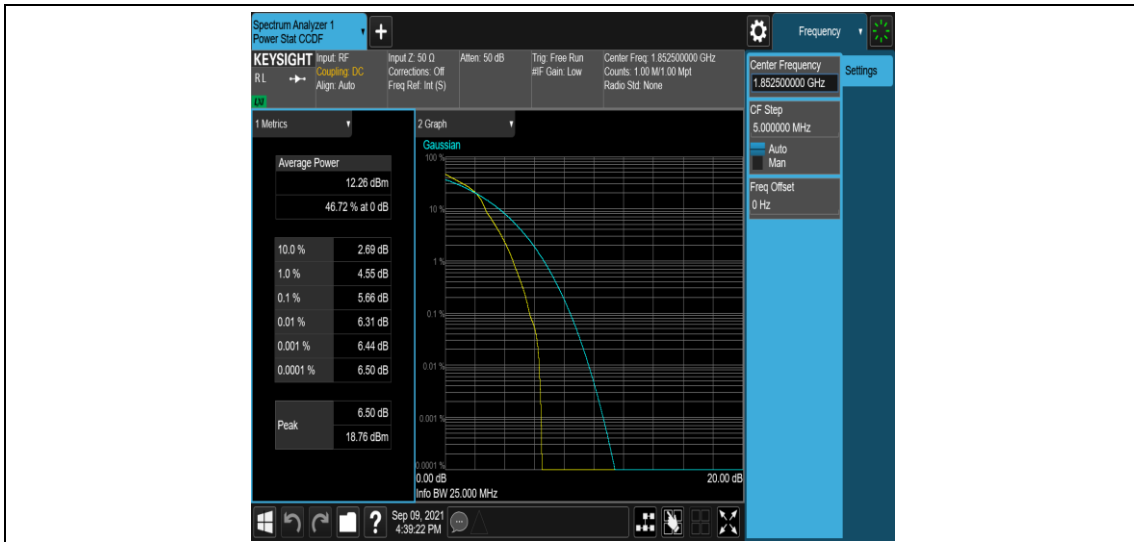 Spectrum Analyzer 1
Power Stat CCDF
+
Frequency
KEYSIGHT
RL
LXI
Input: RF
Coupling: DC
Align: Auto
Input Z: 50 Ω
Corrections: Off
Freq Ref: Int (S)
Atten: 50 dB
Trig: Free Run
#IF Gain: Low
Center Freq: 1.852500000 GHz
Counts: 1.00 M/1.00 Mpt
Radio Std: None
Center Frequency
1.852500000 GHz
Settings
CF Step
5.000000 MHz
Auto
Man
Freq Offset
0 Hz
1 Metrics
Average Power
12.26 dBm
46.72 % at 0 dB
10.0 % 2.69 dB
1.0 % 4.55 dB
0.1 % 5.66 dB
0.01 % 6.31 dB
0.001 % 6.44 dB
0.0001 % 6.50 dB
Peak
6.50 dB
18.76 dBm
2 Graph
Gaussian
100 %
10 %
1 %
0.1 %
0.01 %
0.001 %
0.0001 %
0.00 dB 20.00 dB
Info BW 25.000 MHz
?
Sep 09, 2021
4:39:22 PM